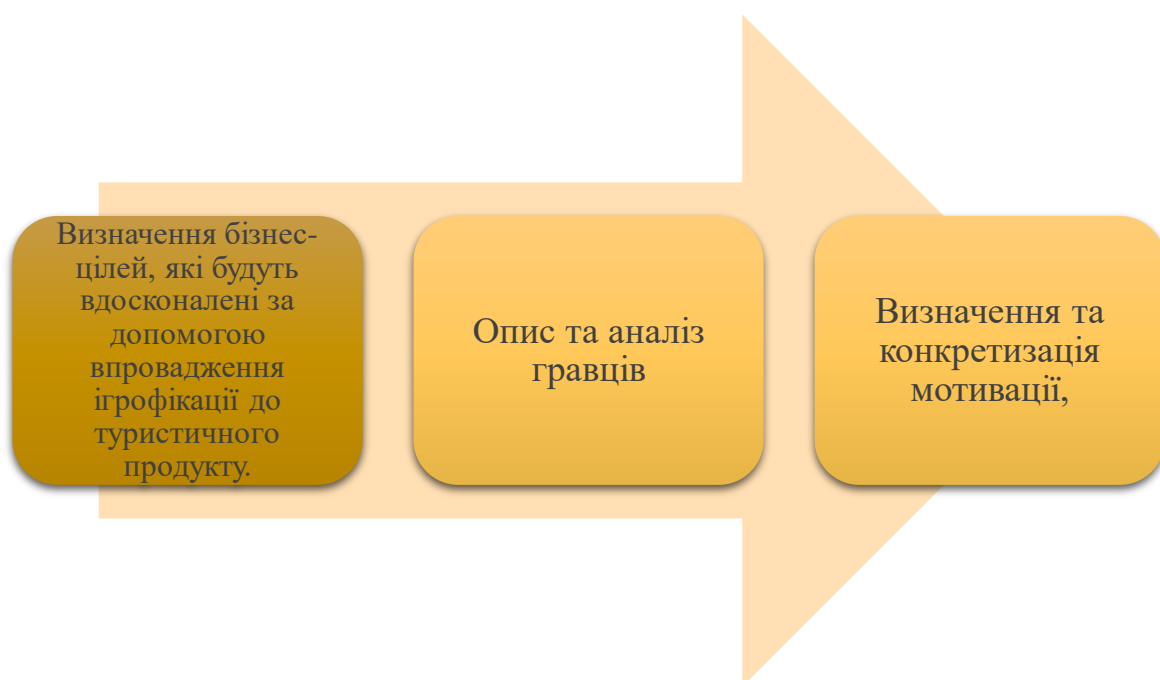 Визначення бізнес-
цілей, які будуть
вдосконалені за
допомогою
впровадження
ігрофікації до
туристичного
продукту.
Опис та аналіз
гравців
Визначення та
конкретизація
мотивації,